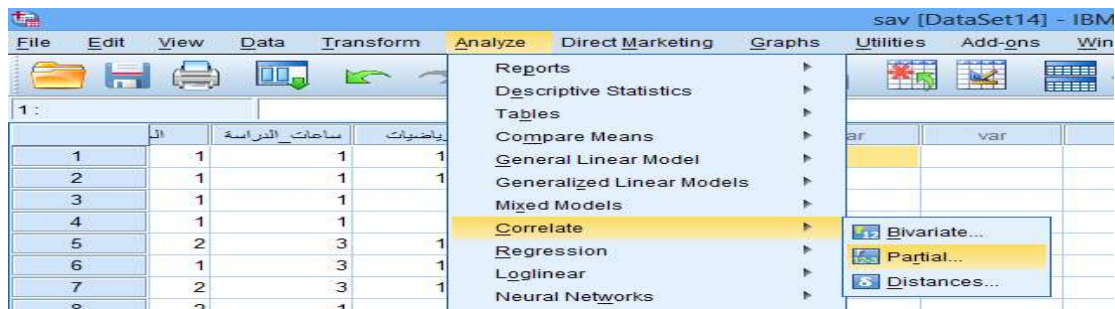 sav [DataSet14] - IBM
File Edit View Data Transform Analyze Direct Marketing Graphs Utilities Add-ons Win
Reports
Descriptive Statistics
1 :
Tables
ساعات_الدراسة
Compare Means
ar var
1 1 1 1
General Linear Model
2 1 1 1
Generalized Linear Models
3 1 1
Mixed Models
4 1 1
Correlate
Bivariate...
5 2 3 1
Regression
Partial...
6 1 3 1
Loglinear
Distances...
7 2 3 1
Neural Networks